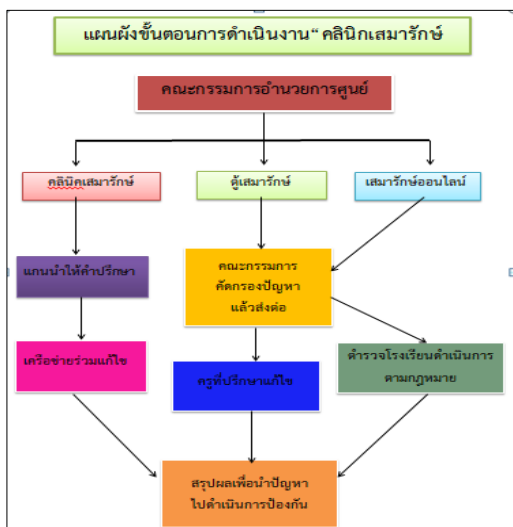 แผนผังขั้นตอนการดำเนินงาน“ คลินิกเสมารักษ์
คณะกรรมการอำนวยการศูนย์
คลินิคเสมารักษ์
ตู้เสมารักษ์
เสมารักษ์ออนไลน์
แกนนำให้คำปรึกษา
คณะกรรมการ
คัดกรองปัญหา
แล้วส่งต่อ
เครือข่ายร่วมแก้ไข
ครูที่ปรึกษาแก้ไข
ตำรวจโรงเรียนดำเนินการ
ตามกฎหมาย
สรุปผลเพื่อนำปัญหา
ไปดำเนินการป้องกัน